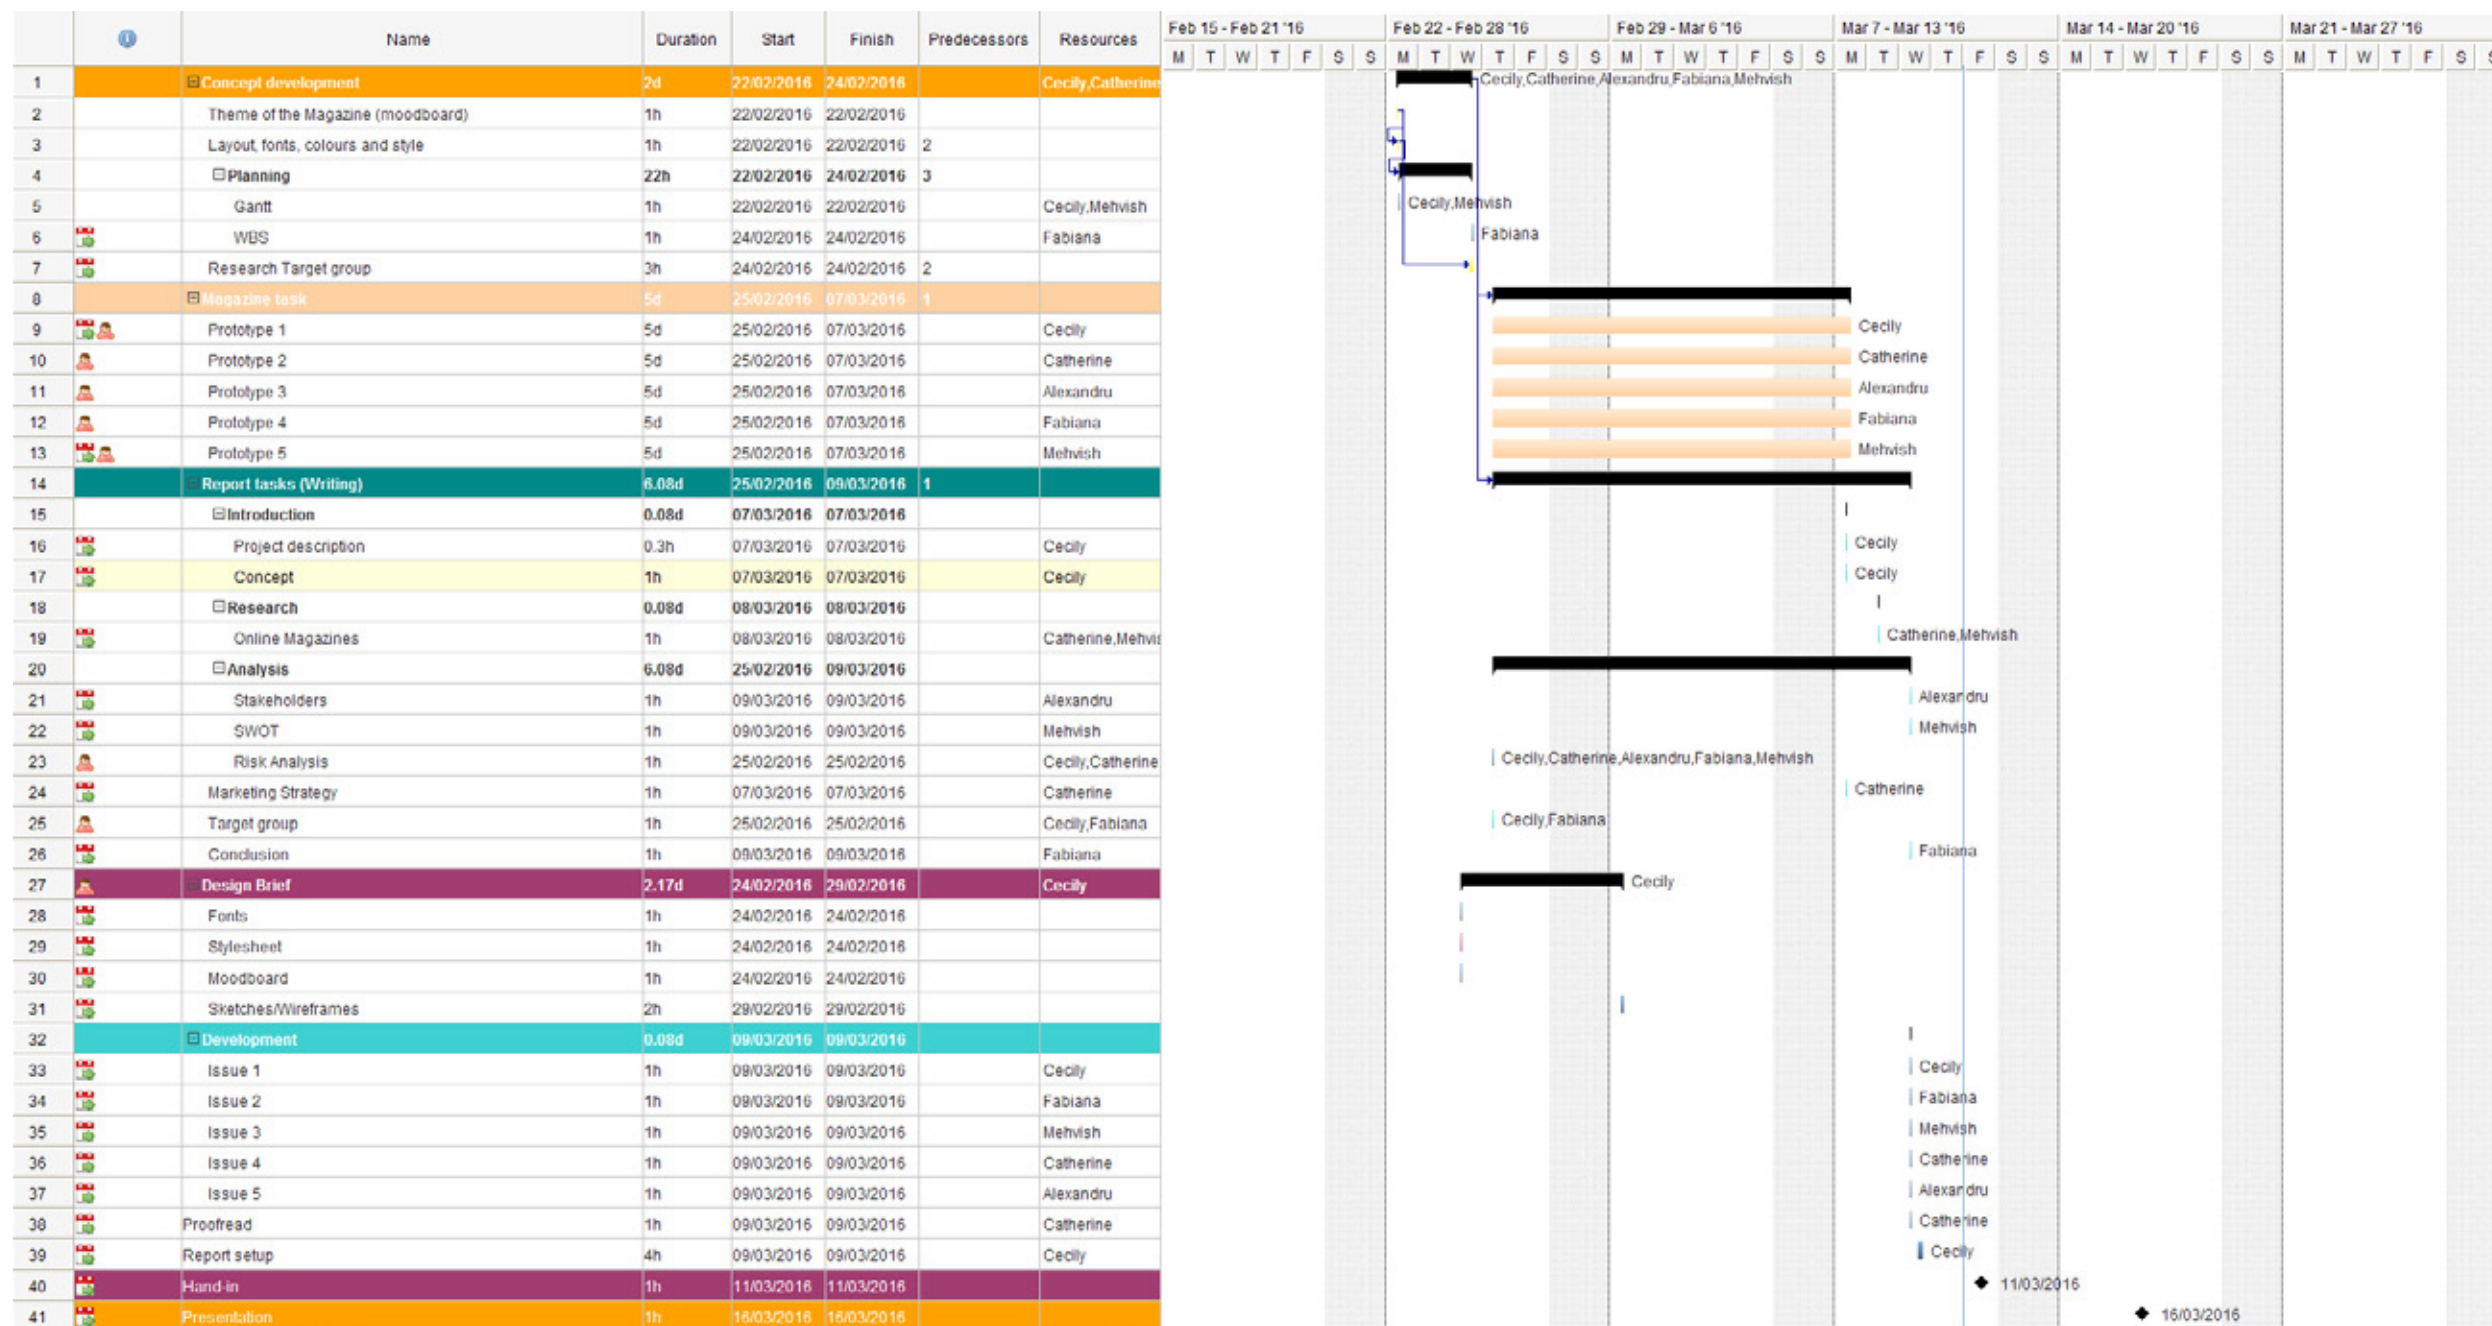 Name Duration Start Finish Predecessors Resources Feb 15 - Feb 21 '16 Feb 22 - Feb 28 '16 Feb 29 - Mar 6 '16 Mar 7 - Mar 13 '16 Mar 14 - Mar 20 '16 Mar 21 - Mar 27 '16
M T W T F S S M T W T F S S M T W T F S S M T W T F S S M T W T F S S M T W T F S
1 Concept development 2d 22/02/2016 24/02/2016 Cecily,Catherine Cecily,Catherine,Alexandru,Fabiana,Mehvish
2 Theme of the Magazine (moodboard) 1h 22/02/2016 22/02/2016
3 Layout, fonts, colours and style 1h 22/02/2016 22/02/2016 2
4 Planning 22h 22/02/2016 24/02/2016 3
5 Gantt 1h 22/02/2016 22/02/2016 Cecily,Mehvish Cecily,Mehvish
6 WBS 1h 24/02/2016 24/02/2016 Fabiana Fabiana
7 Research Target group 3h 24/02/2016 24/02/2016 2
8 Magazine task 5d 25/02/2016 07/03/2016 1
9 Prototype 1 5d 25/02/2016 07/03/2016 Cecily Cecily
10 Prototype 2 5d 25/02/2016 07/03/2016 Catherine Catherine
11 Prototype 3 5d 25/02/2016 07/03/2016 Alexandru Alexandru
12 Prototype 4 5d 25/02/2016 07/03/2016 Fabiana Fabiana
13 Prototype 5 5d 25/02/2016 07/03/2016 Mehvish Mehvish
14 Report tasks (Writing) 6.08d 25/02/2016 09/03/2016 1
15 Introduction 0.08d 07/03/2016 07/03/2016
16 Project description 0.3h 07/03/2016 07/03/2016 Cecily Cecily
17 Concept 1h 07/03/2016 07/03/2016 Cecily Cecily
18 Research 0.08d 08/03/2016 08/03/2016
19 Online Magazines 1h 08/03/2016 08/03/2016 Catherine,Mehvis Catherine,Mehvish
20 Analysis 6.08d 25/02/2016 09/03/2016
21 Stakeholders 1h 09/03/2016 09/03/2016 Alexandru Alexandru
22 SWOT 1h 09/03/2016 09/03/2016 Mehvish Mehvish
23 Risk Analysis 1h 25/02/2016 25/02/2016 Cecily,Catherine Cecily,Catherine,Alexandru,Fabiana,Mehvish
24 Marketing Strategy 1h 07/03/2016 07/03/2016 Catherine Catherine
25 Target group 1h 25/02/2016 25/02/2016 Cecily,Fabiana Cecily,Fabiana
26 Conclusion 1h 09/03/2016 09/03/2016 Fabiana Fabiana
27 Design Brief 2.17d 24/02/2016 29/02/2016 Cecily Cecily
28 Fonts 1h 24/02/2016 24/02/2016
29 Stylesheet 1h 24/02/2016 24/02/2016
30 Moodboard 1h 24/02/2016 24/02/2016
31 Sketches/Wireframes 2h 29/02/2016 29/02/2016
32 Development 0.08d 09/03/2016 09/03/2016
33 Issue 1 1h 09/03/2016 09/03/2016 Cecily Cecily
34 Issue 2 1h 09/03/2016 09/03/2016 Fabiana Fabiana
35 Issue 3 1h 09/03/2016 09/03/2016 Mehvish Mehvish
36 Issue 4 1h 09/03/2016 09/03/2016 Catherine Catherine
37 Issue 5 1h 09/03/2016 09/03/2016 Alexandru Alexandru
38 Proofread 1h 09/03/2016 09/03/2016 Catherine Catherine
39 Report setup 4h 09/03/2016 09/03/2016 Cecily Cecily
40 Hand-in 1h 11/03/2016 11/03/2016 11/03/2016
41 Presentation 1h 16/03/2016 16/03/2016 16/03/2016